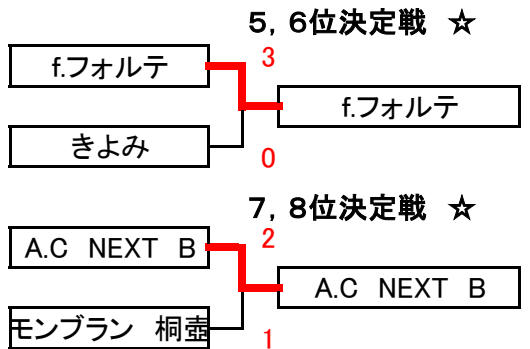 5，6位決定戦　☆
3
f.フォルテ
f.フォルテ
きよみ
0
7，8位決定戦　☆
2
A.C　NEXT　B
A.C　NEXT　B
モンブラン　桐壺
1